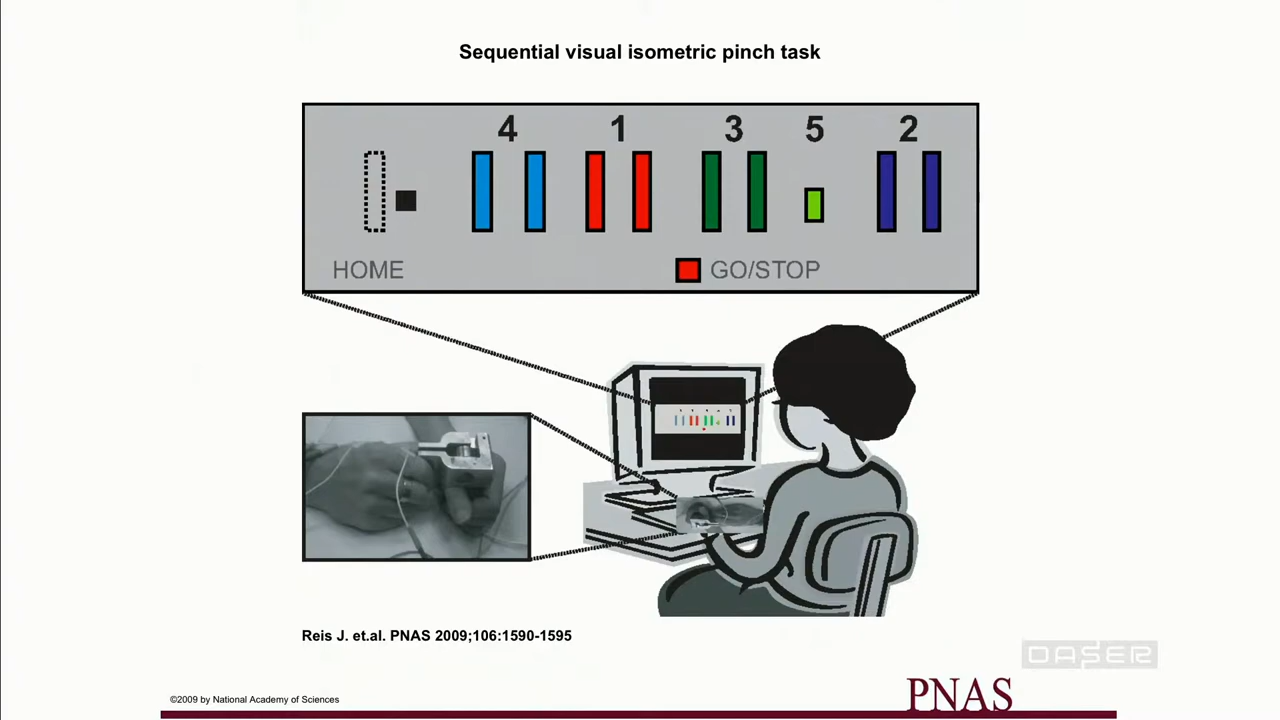 Sequential visual isometric pinch task
4 1 3 5 2
HOME
GO/STOP
Reis J. et.al. PNAS 2009;106:1590-1595
DASER
©2009 by National Academy of Sciences
PNAS